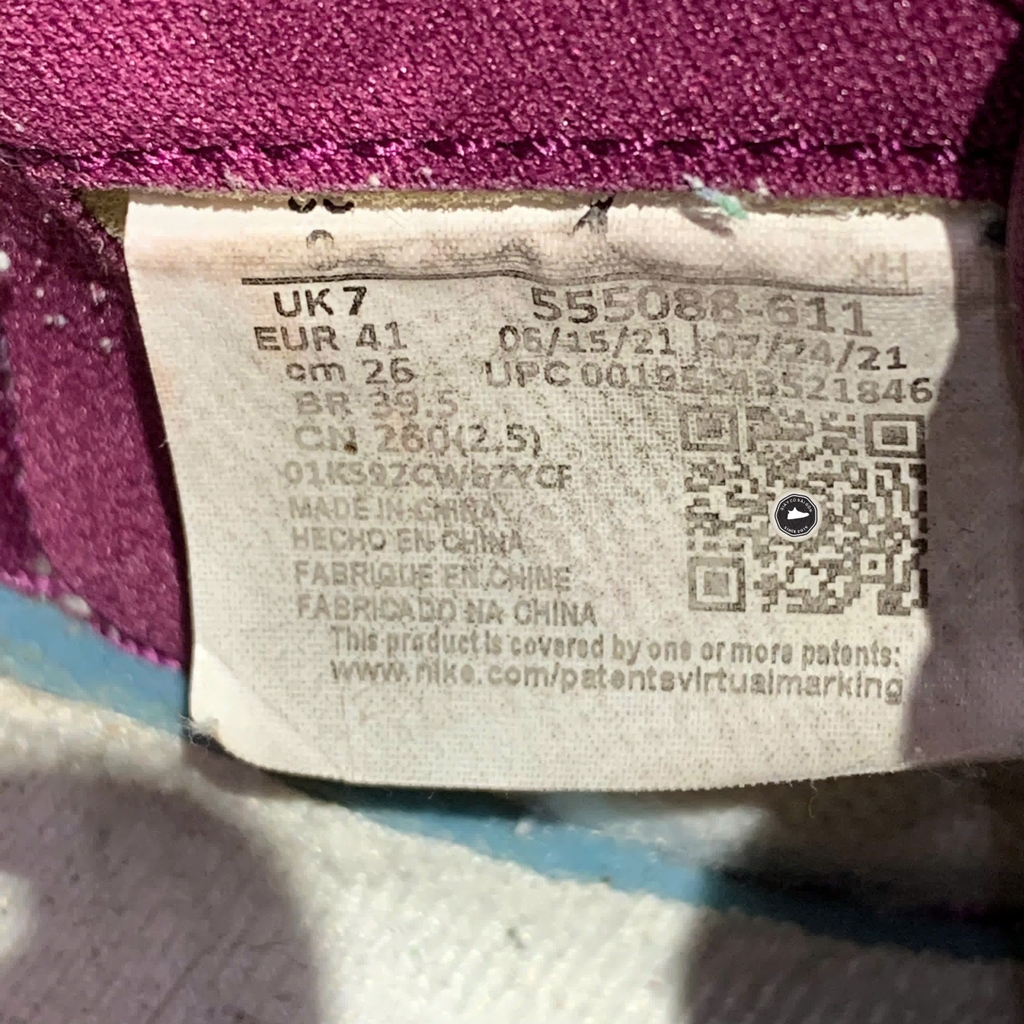 XH
UK 7 555088-611
EUR 41 06/15/21 | 07/24/21
cm 26 UPC
BR 39.5
CN 260(2.5)
MADE IN CHINA
HECHO EN CHINA
FABRIQUE EN CHINE
FABRICADO NA CHINA
This product is covered by one or more patents:
www.nike.com/patentsvirtualmarking